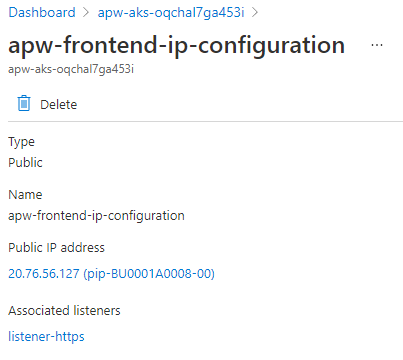 Dashboard > apw-aks-oqchal7ga453i >
apw-frontend-ip-configuration ...
apw-aks-oqchal7ga453i
Delete
Type
Public
Name
apw-frontend-ip-configuration
Public IP address
20.76.56.127 (pip-BU0001A0008-00)
Associated listeners
listener-https